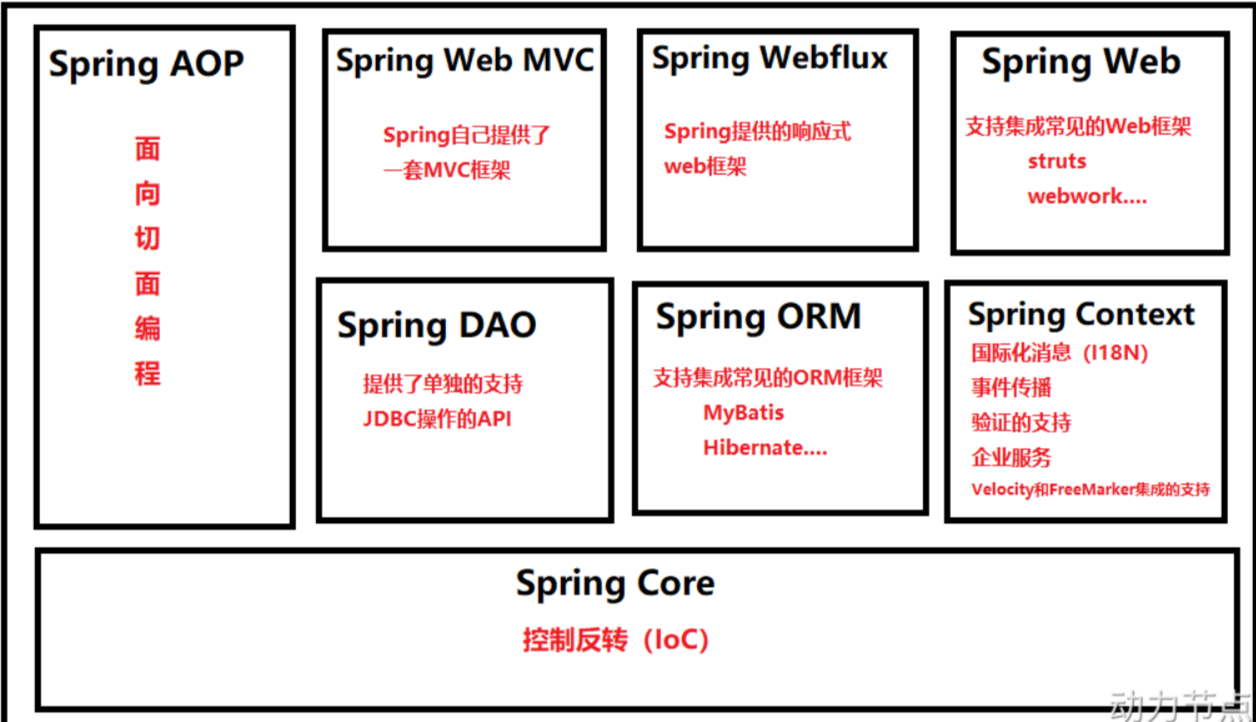 Spring AOP
面
向
切
面
编
程
Spring Web MVC
Spring自己提供了
一套MVC框架
Spring Webflux
Spring提供的响应式
web框架
Spring Web
支持集成常见的Web框架
struts
webwork....
Spring DAO
提供了单独的支持
JDBC操作的API
Spring ORM
支持集成常见的ORM框架
MyBatis
Hibernate....
Spring Context
国际化消息（I18N）
事件传播
验证的支持
企业服务
Velocity和FreeMarker集成的支持
Spring Core
控制反转（IoC）
动力节点